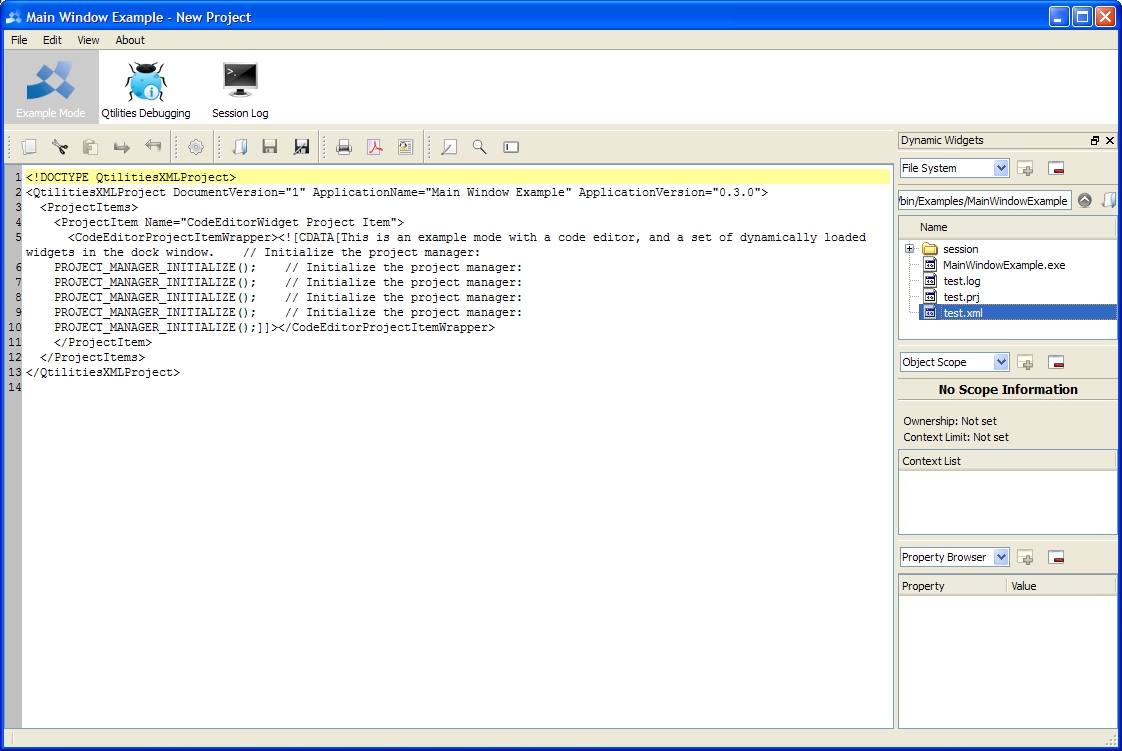 Main Window Example - New Project
File Edit View About
Example Mode Qtilities Debugging Session Log
1 <!DOCTYPE QtilitiesXMLProject>
2 <QtilitiesXMLProject DocumentVersion="1" ApplicationName="Main Window Example" ApplicationVersion="0.3.0">
3 <ProjectItems>
4 <ProjectItem Name="CodeEditorWidget Project Item">
5 <CodeEditorProjectItemWrapper><![CDATA[This is an example mode with a code editor, and a set of dynamically loaded
widgets in the dock window. // Initialize the project manager:
6 PROJECT_MANAGER_INITIALIZE(); // Initialize the project manager:
7 PROJECT_MANAGER_INITIALIZE(); // Initialize the project manager:
8 PROJECT_MANAGER_INITIALIZE(); // Initialize the project manager:
9 PROJECT_MANAGER_INITIALIZE(); // Initialize the project manager:
10 PROJECT_MANAGER_INITIALIZE();]]></CodeEditorProjectItemWrapper>
11 </ProjectItem>
12 </ProjectItems>
13 </QtilitiesXMLProject>
14
Dynamic Widgets
File System
/bin/Examples/MainWindowExample
Name
session
MainWindowExample.exe
test.log
test.prj
test.xml
Object Scope
No Scope Information
Ownership: Not set
Context Limit: Not set
Context List
Property Browser
Property Value